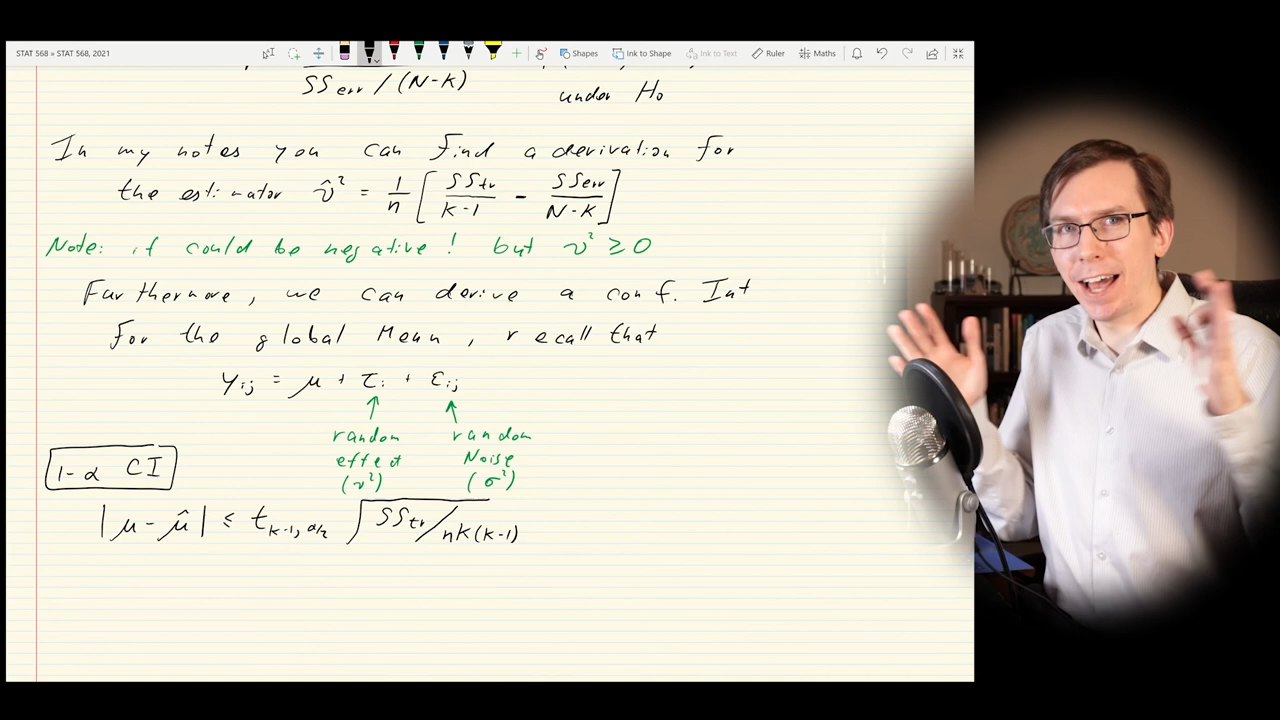 STAT 568 » STAT 568, 2021
Shapes Ink to Shape Ink to Text Ruler Maths
SSerr / (N-K)
under H₀
In my notes you can find a derivation for
the estimator ν̂² = 1/n [ SStr/(K-1) - SSerr/(N-K) ]
Note: it could be negative! but ν² ≥ 0
Furthermore, we can derive a conf. Int
For the global Mean, recall that
yij = μ + τi + εij
random random
effect Noise
(ν²) (σ²)
1-α CI
|μ - μ̂| ≤ tk-1, α/2 √SStr/nk(k-1)